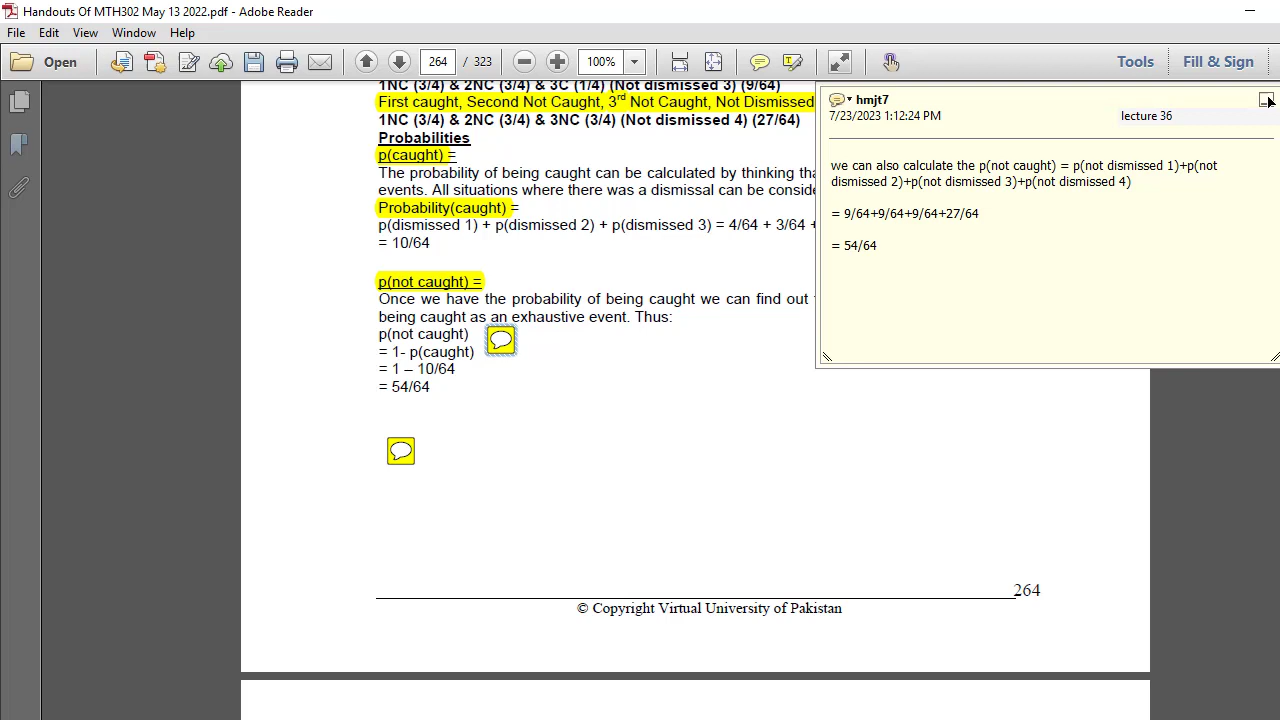 Handouts Of MTH302 May 13 2022.pdf - Adobe Reader
File Edit View Window Help
Open 264 / 323 100% Tools Fill & Sign
1NC (3/4) & 2NC (3/4) & 3C (1/4) (Not dismissed 3) (9/64)
First caught, Second Not Caught, 3rd Not Caught, Not Dismissed
1NC (3/4) & 2NC (3/4) & 3NC (3/4) (Not dismissed 4) (27/64)
Probabilities
p(caught) =
The probability of being caught can be calculated by thinking
events. All situations where there was a dismissal can be
Probability(caught) =
p(dismissed 1) + p(dismissed 2) + p(dismissed 3) = 4/64 + 3/64 +
= 10/64
p(not caught) =
Once we have the probability of being caught we can find out
being caught as an exhaustive event. Thus:
p(not caught)
= 1- p(caught)
= 1 – 10/64
= 54/64
264
© Copyright Virtual University of Pakistan
hmjt7
7/23/2023 1:12:24 PM lecture 36
we can also calculate the p(not caught) = p(not dismissed 1)+p(not
dismissed 2)+p(not dismissed 3)+p(not dismissed 4)
= 9/64+9/64+9/64+27/64
= 54/64